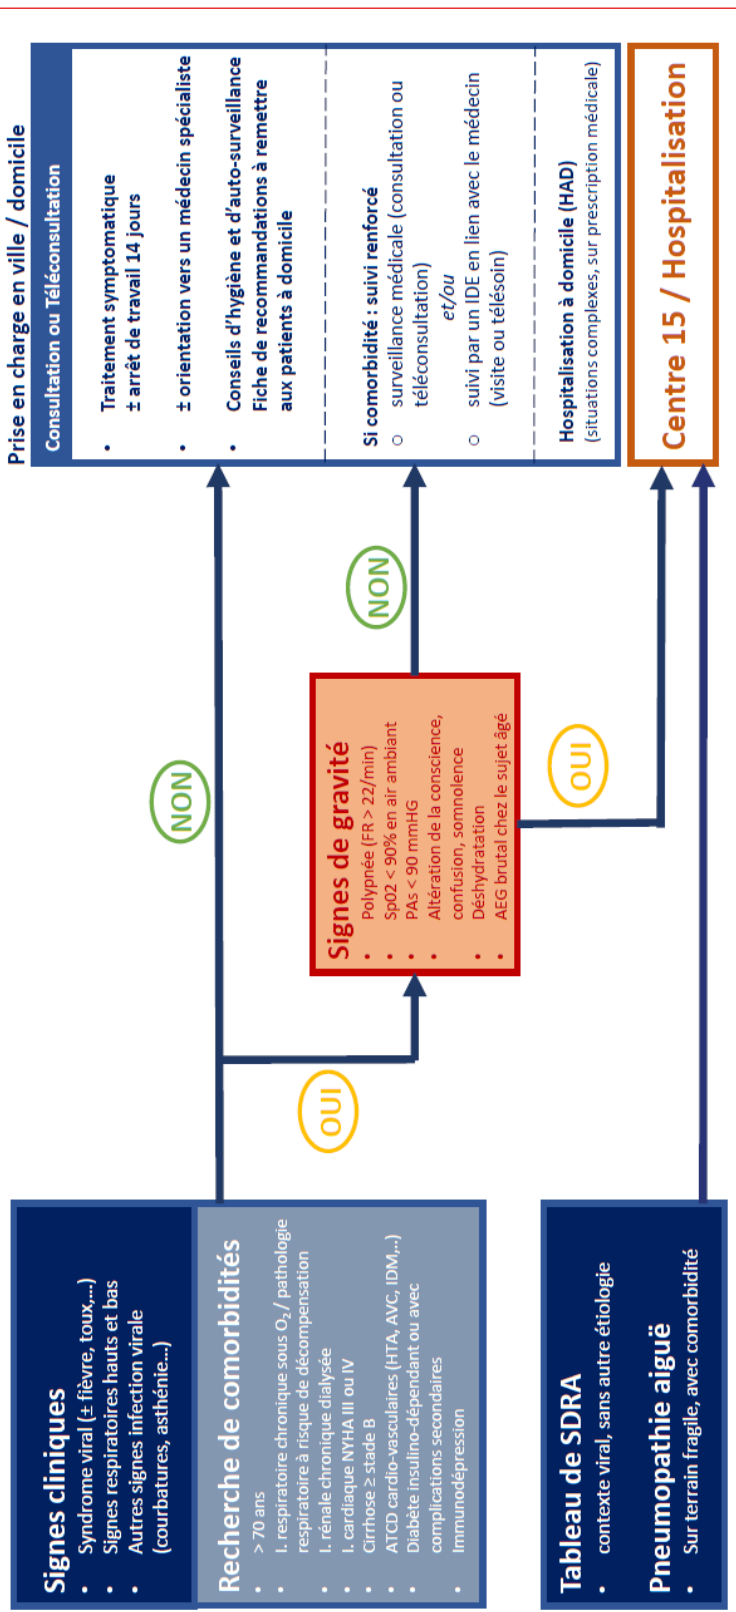 Signes cliniques
• Syndrome viral (± fièvre, toux,...)
• Signes respiratoires hauts et bas
• Autres signes infection virale
(courbatures, asthénie...)
Recherche de comorbidités
• > 70 ans
• I. respiratoire chronique sous O₂ / pathologie
respiratoire à risque de décompensation
• I. rénale chronique dialysée
• I. cardiaque NYHA III ou IV
• Cirrhose ≥ stade B
• ATCD cardio-vasculaires (HTA, AVC, IDM,..)
• Diabète insulino-dépendant ou avec
complications secondaires
• Immunodépression
Tableau de SDRA
• contexte viral, sans autre étiologie
Pneumopathie aiguë
• Sur terrain fragile, avec comorbidité
OUI
NON
Signes de gravité
• Polypnée (FR > 22/min)
• Sp02 < 90% en air ambiant
• PAs < 90 mmHG
• Altération de la conscience,
confusion, somnolence
• Déshydratation
• AEG brutal chez le sujet âgé
NON
OUI
Prise en charge en ville / domicile
Consultation ou Téléconsultation
• Traitement symptomatique
± arrêt de travail 14 jours
• ± orientation vers un médecin spécialiste
• Conseils d'hygiène et d'auto-surveillance
Fiche de recommandations à remettre
aux patients à domicile
Si comorbidité : suivi renforcé
○ surveillance médicale (consultation ou
téléconsultation)
et/ou
○ suivi par un IDE en lien avec le médecin
(visite ou télésoin)
Hospitalisation à domicile (HAD)
(situations complexes, sur prescription médicale)
Centre 15 / Hospitalisation